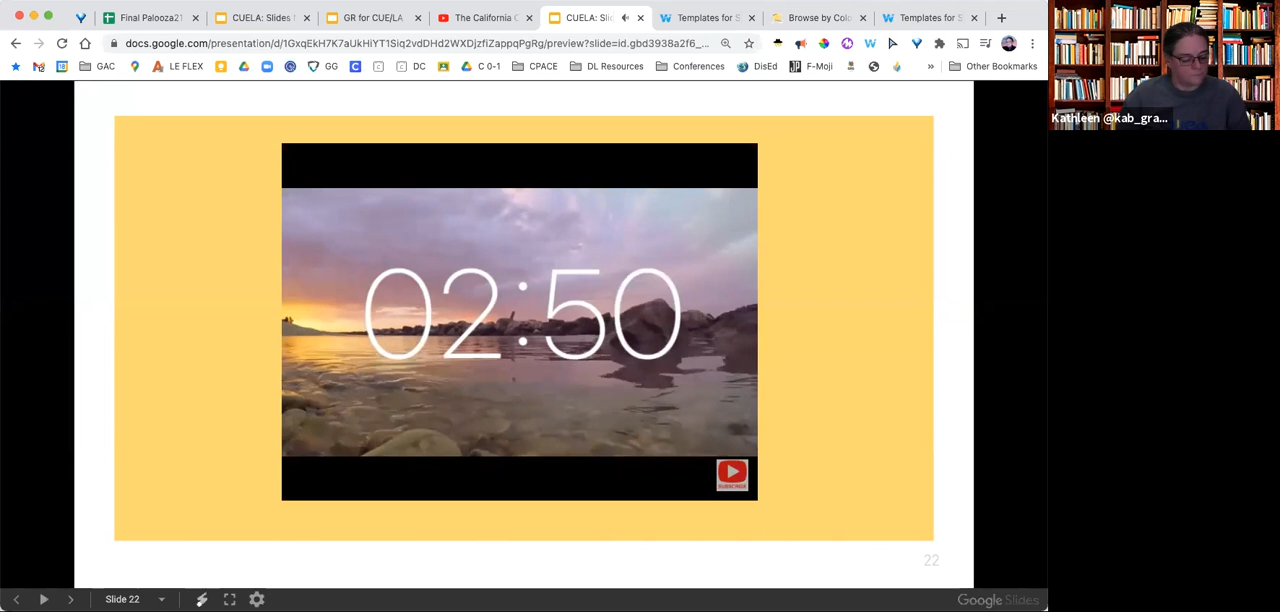 Final Palooza21
CUELA: Slides f
GR for CUE/LA
The California C
CUELA: Sli
Templates for S
Browse by Colo
Templates for S
docs.google.com/presentation/d/1GxqEkH7K7aUkHiYT1Siq2vdDHd2WXDjzfiZappqPgRg/preview?slide=id.gbd3938a2f6_...
GAC
LE FLEX
GG
DC
C 0-1
CPACE
DL Resources
Conferences
DisEd
F-Moji
»
Other Bookmarks
Kathleen @kab_gra...
02:50
SUBSCRIBE
22
Slide 22
Google Slides